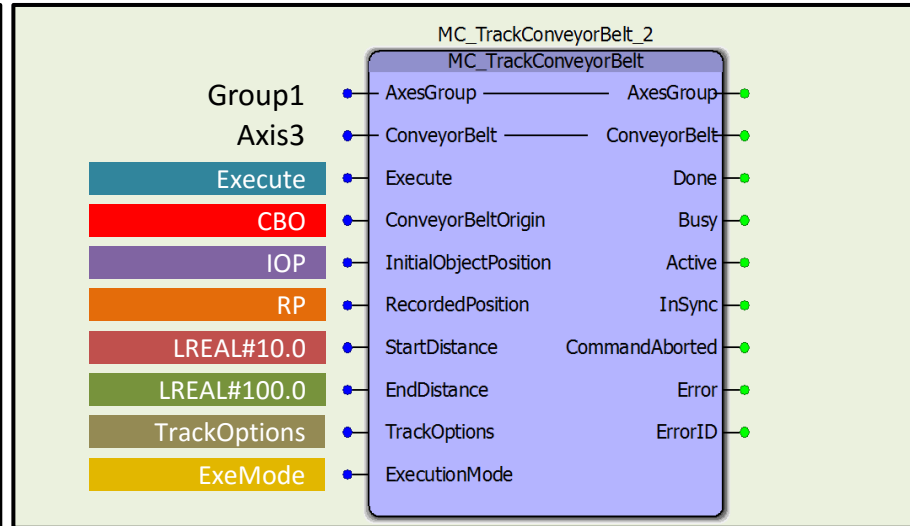 MC_TrackConveyorBelt_2
MC_TrackConveyorBelt
Group1 AxesGroup AxesGroup
Axis3 ConveyorBelt ConveyorBelt
Execute Execute Done
CBO ConveyorBeltOrigin Busy
IOP InitialObjectPosition Active
RP RecordedPosition InSync
LREAL#10.0 StartDistance CommandAborted
LREAL#100.0 EndDistance Error
TrackOptions TrackOptions ErrorID
ExeMode ExecutionMode